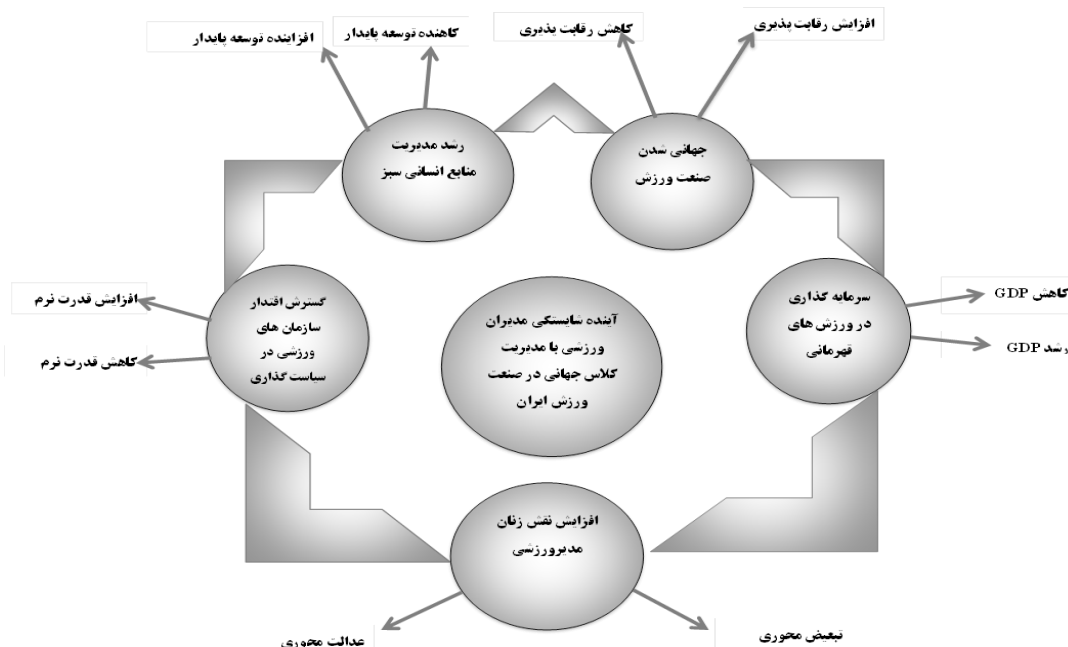 افزایش رقابت پذیری
کاهش رقابت پذیری
کاهنده توسعه پایدار
افزاینده توسعه پایدار
جهانی شدن
صنعت ورزش
رشد مدیریت
منابع انسانی سبز
سرمایه گذاری
در ورزش های
قهرمانی
کاهش GDP
رشد GDP
آینده شایستگی مدیران
ورزشی با مدیریت
کلاس جهانی در صنعت
ورزش ایران
گسترش اقتدار
سازمان های
ورزشی در
سیاست گذاری
افزایش قدرت نرم
کاهش قدرت نرم
افزایش نقش زنان
مدیرورزشی
تبعیض محوری
عدالت محوری